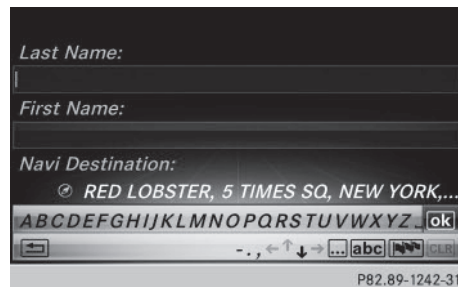 Last Name:
First Name:
Navi Destination:
RED LOBSTER, 5 TIMES SQ, NEW YORK,...
ABCDEFGHIJKLMNOPQRSTUVWXYZ_ ok
-.,←↑↓→ ... abc CLR
P82.89-1242-31